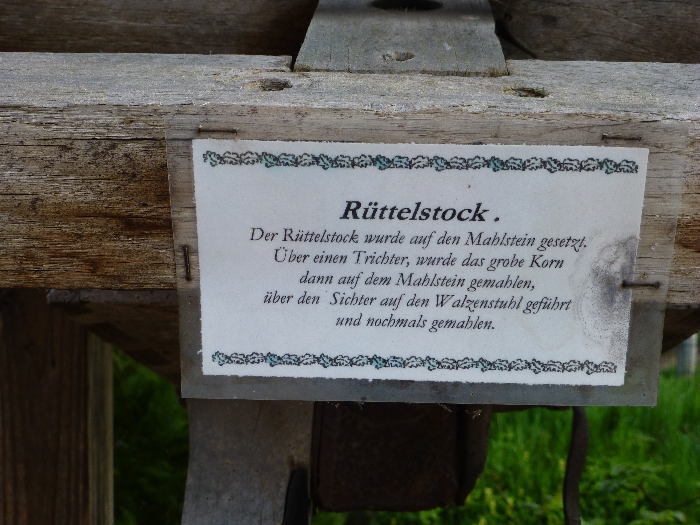 Rüttelstock .
Der Rüttelstock wurde auf den Mahlstein gesetzt.
Über einen Trichter, wurde das grobe Korn
dann auf dem Mahlstein gemahlen,
über den Sichter auf den Walzenstuhl geführt
und nochmals gemahlen.